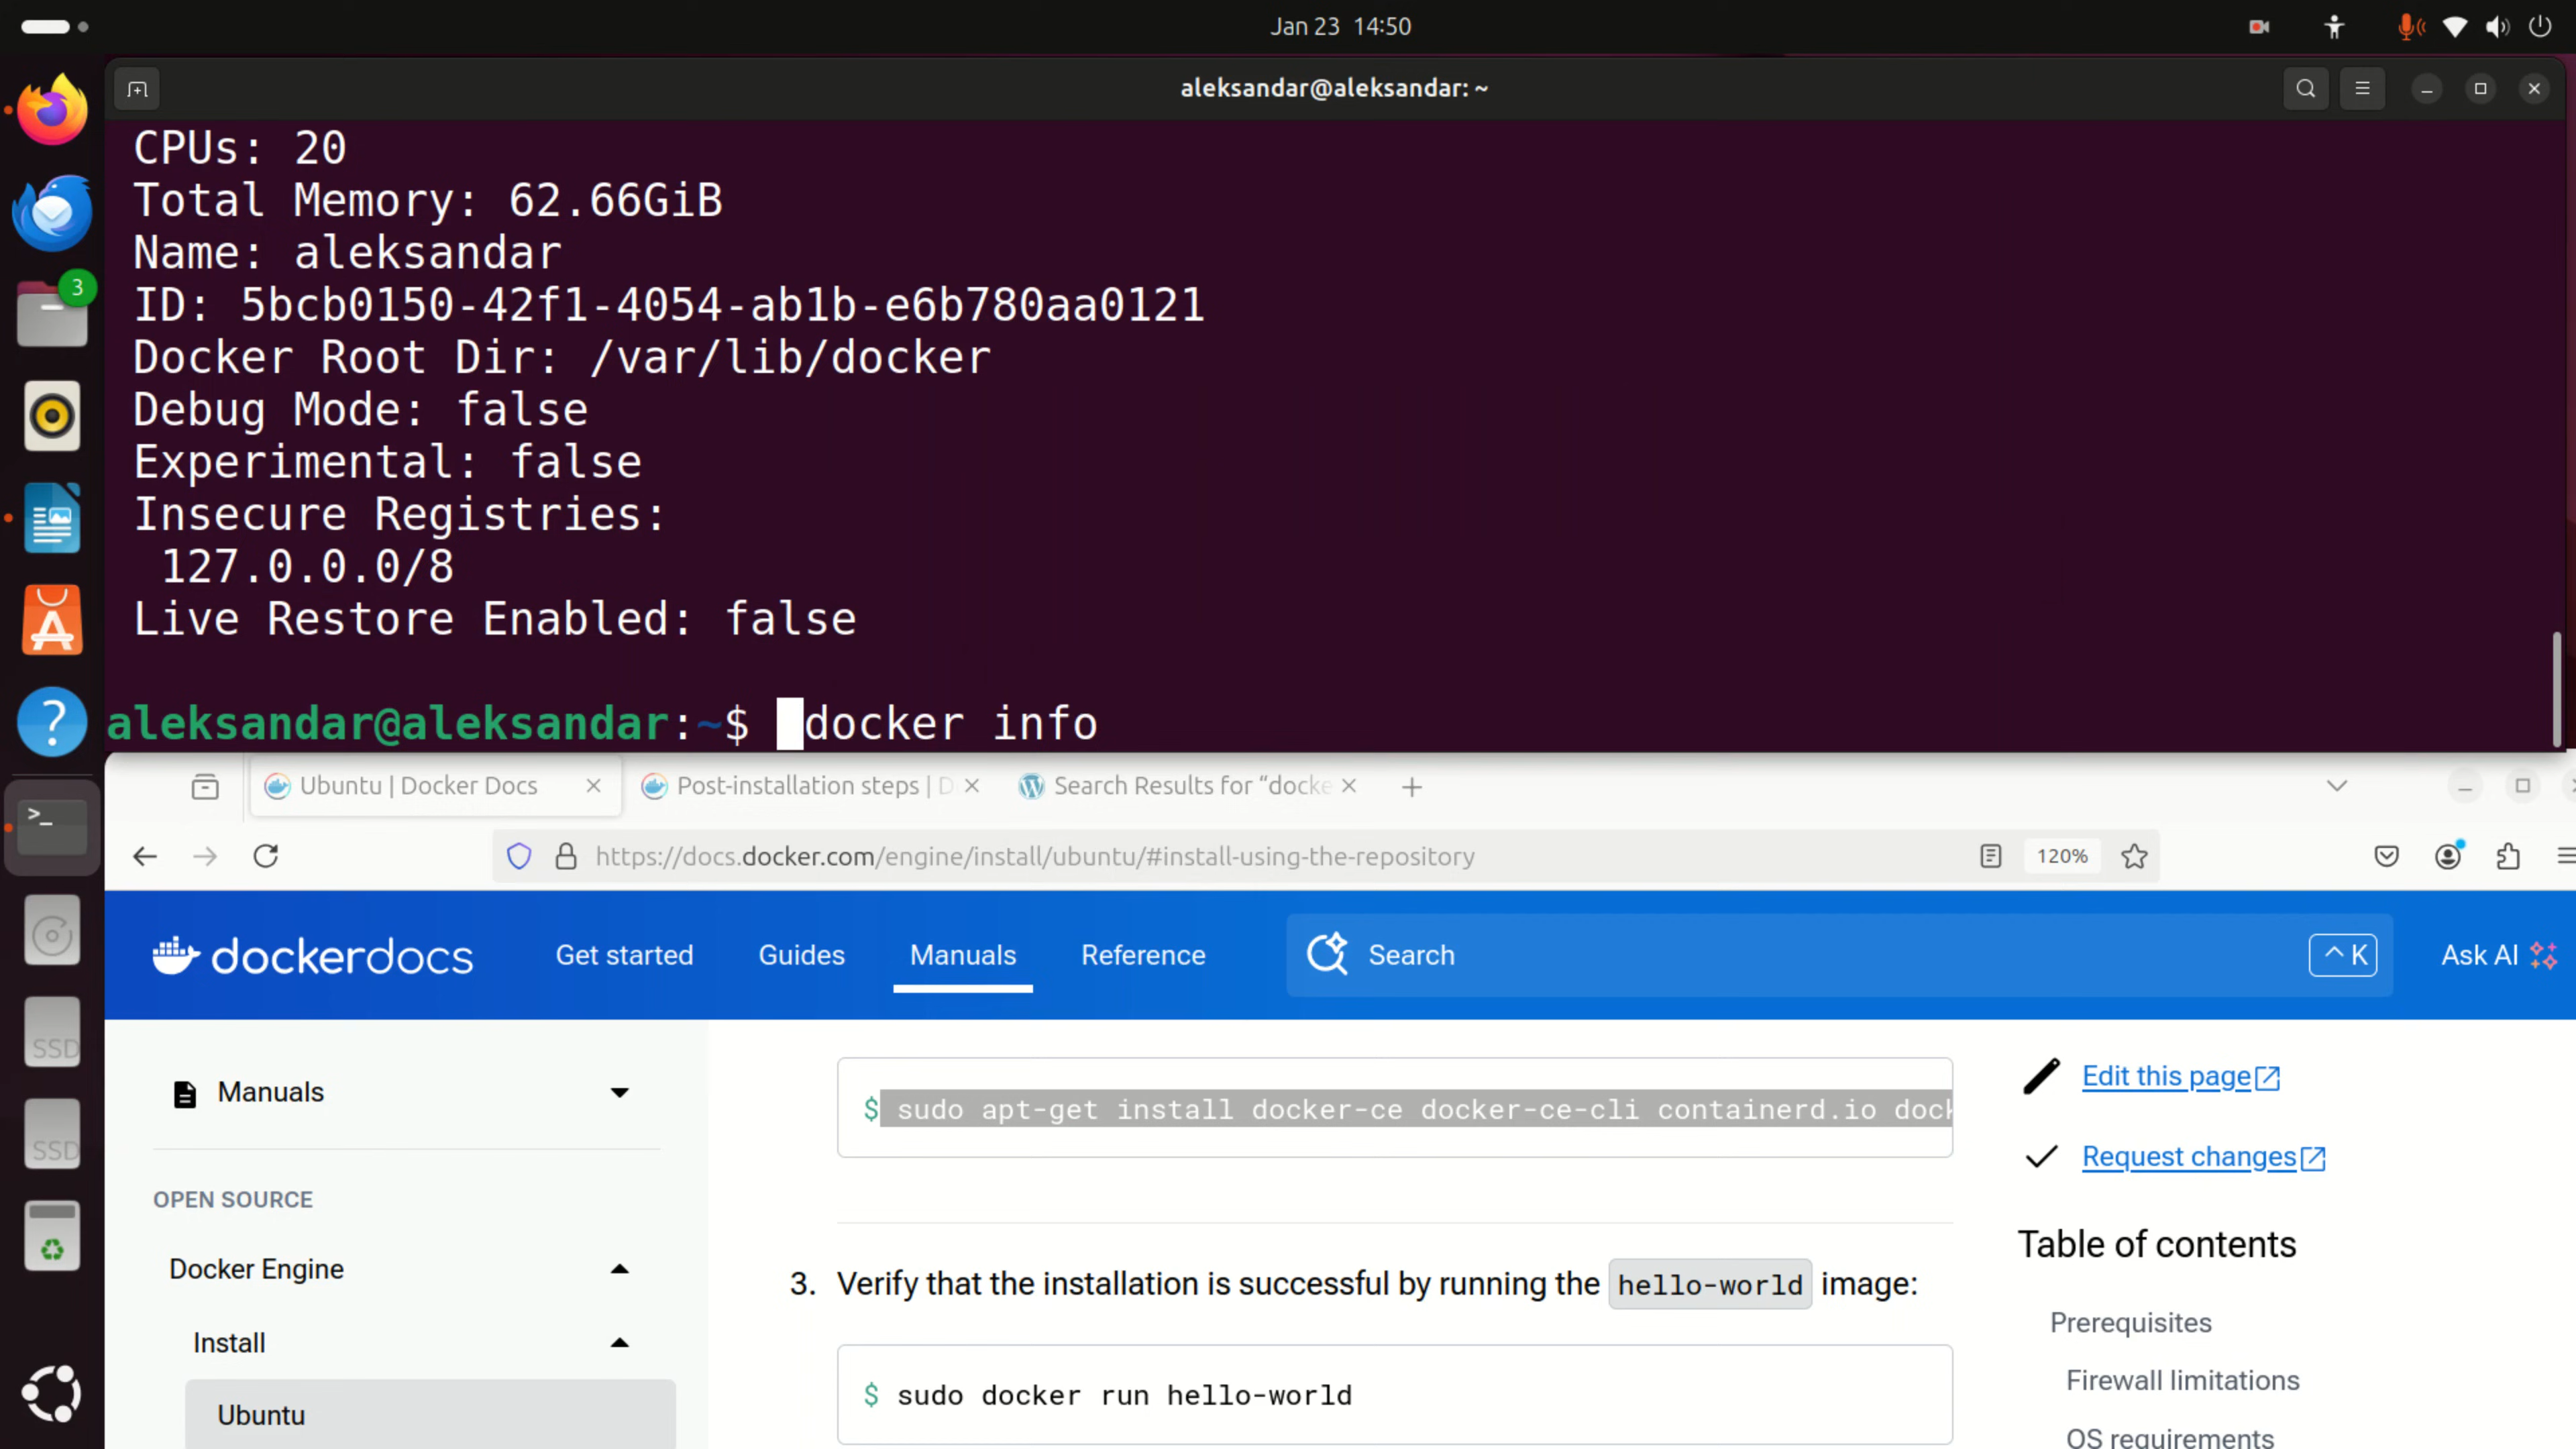 Jan 23 14:50
aleksandar@aleksandar: ~
CPUs: 20
Total Memory: 62.66GiB
Name: aleksandar
ID: 5bcb0150-42f1-4054-ab1b-e6b780aa0121
Docker Root Dir: /var/lib/docker
Debug Mode: false
Experimental: false
Insecure Registries:
127.0.0.0/8
Live Restore Enabled: false
aleksandar@aleksandar:~$ docker info
3
SSD
SSD
Ubuntu | Docker Docs
Post-installation steps | D
Search Results for “docke
https://docs.docker.com/engine/install/ubuntu/#install-using-the-repository
120%
dockerdocs
Get started
Guides
Manuals
Reference
Search
^ K
Ask AI
Manuals
OPEN SOURCE
Docker Engine
Install
Ubuntu
$ sudo apt-get install docker-ce docker-ce-cli containerd.io dock
3. Verify that the installation is successful by running the hello-world image:
$ sudo docker run hello-world
Edit this page
Request changes
Table of contents
Prerequisites
Firewall limitations
OS requirements